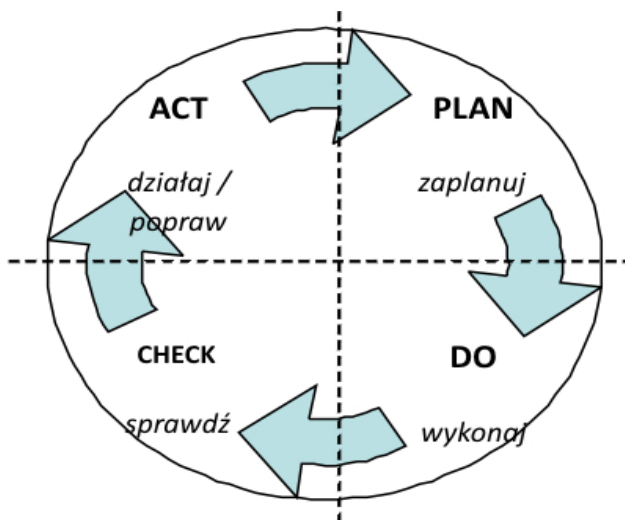 ACT
PLAN
działaj /
popraw
zaplanuj
CHECK
DO
sprawdź
wykonaj